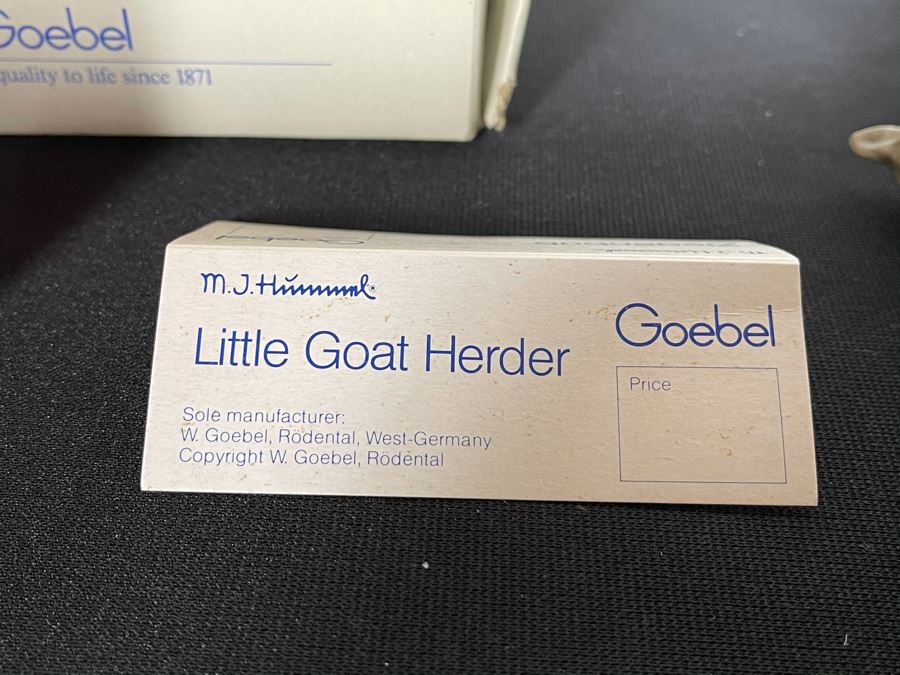 Goebel
quality to life since 1871
M.J.Hummel®
Little Goat Herder
Goebel
Price
Sole manufacturer:
W. Goebel, Rödental, West-Germany
Copyright W. Goebel, Rödental